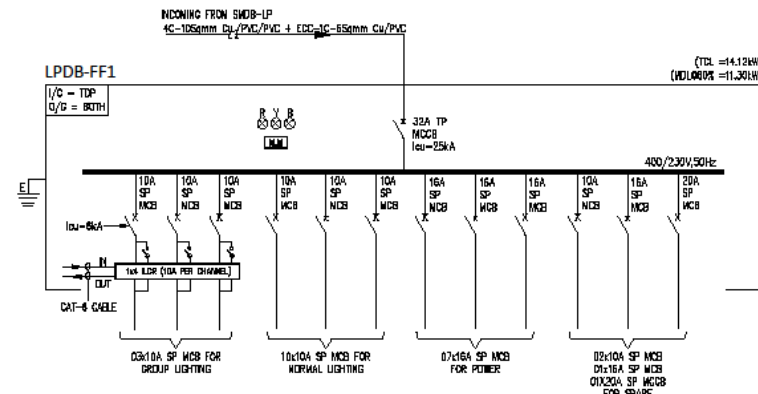 INCOMING FROM SMDB-LP
4C-10Sqmm Cu/PVC/PVC + ECC-1C-6Sqmm Cu/PVC
LPDB-FF1
(TCL =14.12kW
(MDL@80% =11.30kW
I/C = TOP
O/G = BOTH
R Y B
32A TP
MCCB
Icu-25kA
400/230V,50Hz
E
10A 10A 10A 10A 10A 10A 16A 16A 16A 10A 16A 20A
SP SP SP SP SP SP SP SP SP SP SP SP
MCB MCB MCB MCB MCB MCB MCB MCB MCB MCB MCB MCB
Icu-6kA
IN
1x4 ILCR (10A PER CHANNEL)
OUT
CAT-6 CABLE
03x10A SP MCB FOR
GROUP LIGHTING
10x10A SP MCB FOR
NORMAL LIGHTING
07x16A SP MCB
FOR POWER
02x10A SP MCB
01x16A SP MCB
01X20A SP MCCB
FOR SPARE